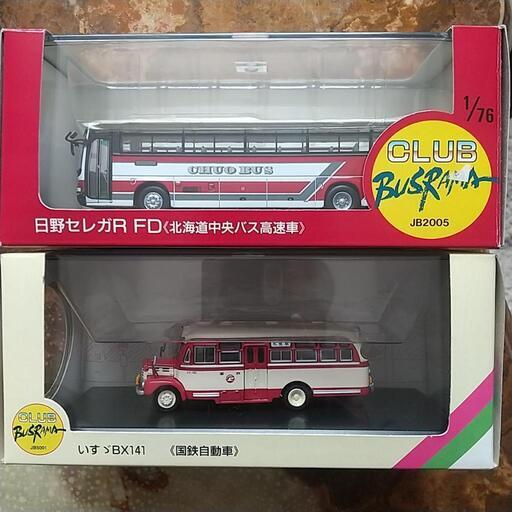 1/76
CLUB
BUSRAMA
JB2005
CHUO BUS
日野セレガR FD《北海道中央バス高速車》
CLUB
BUSRAMA
JB5001
いすゞBX141 《国鉄自動車》